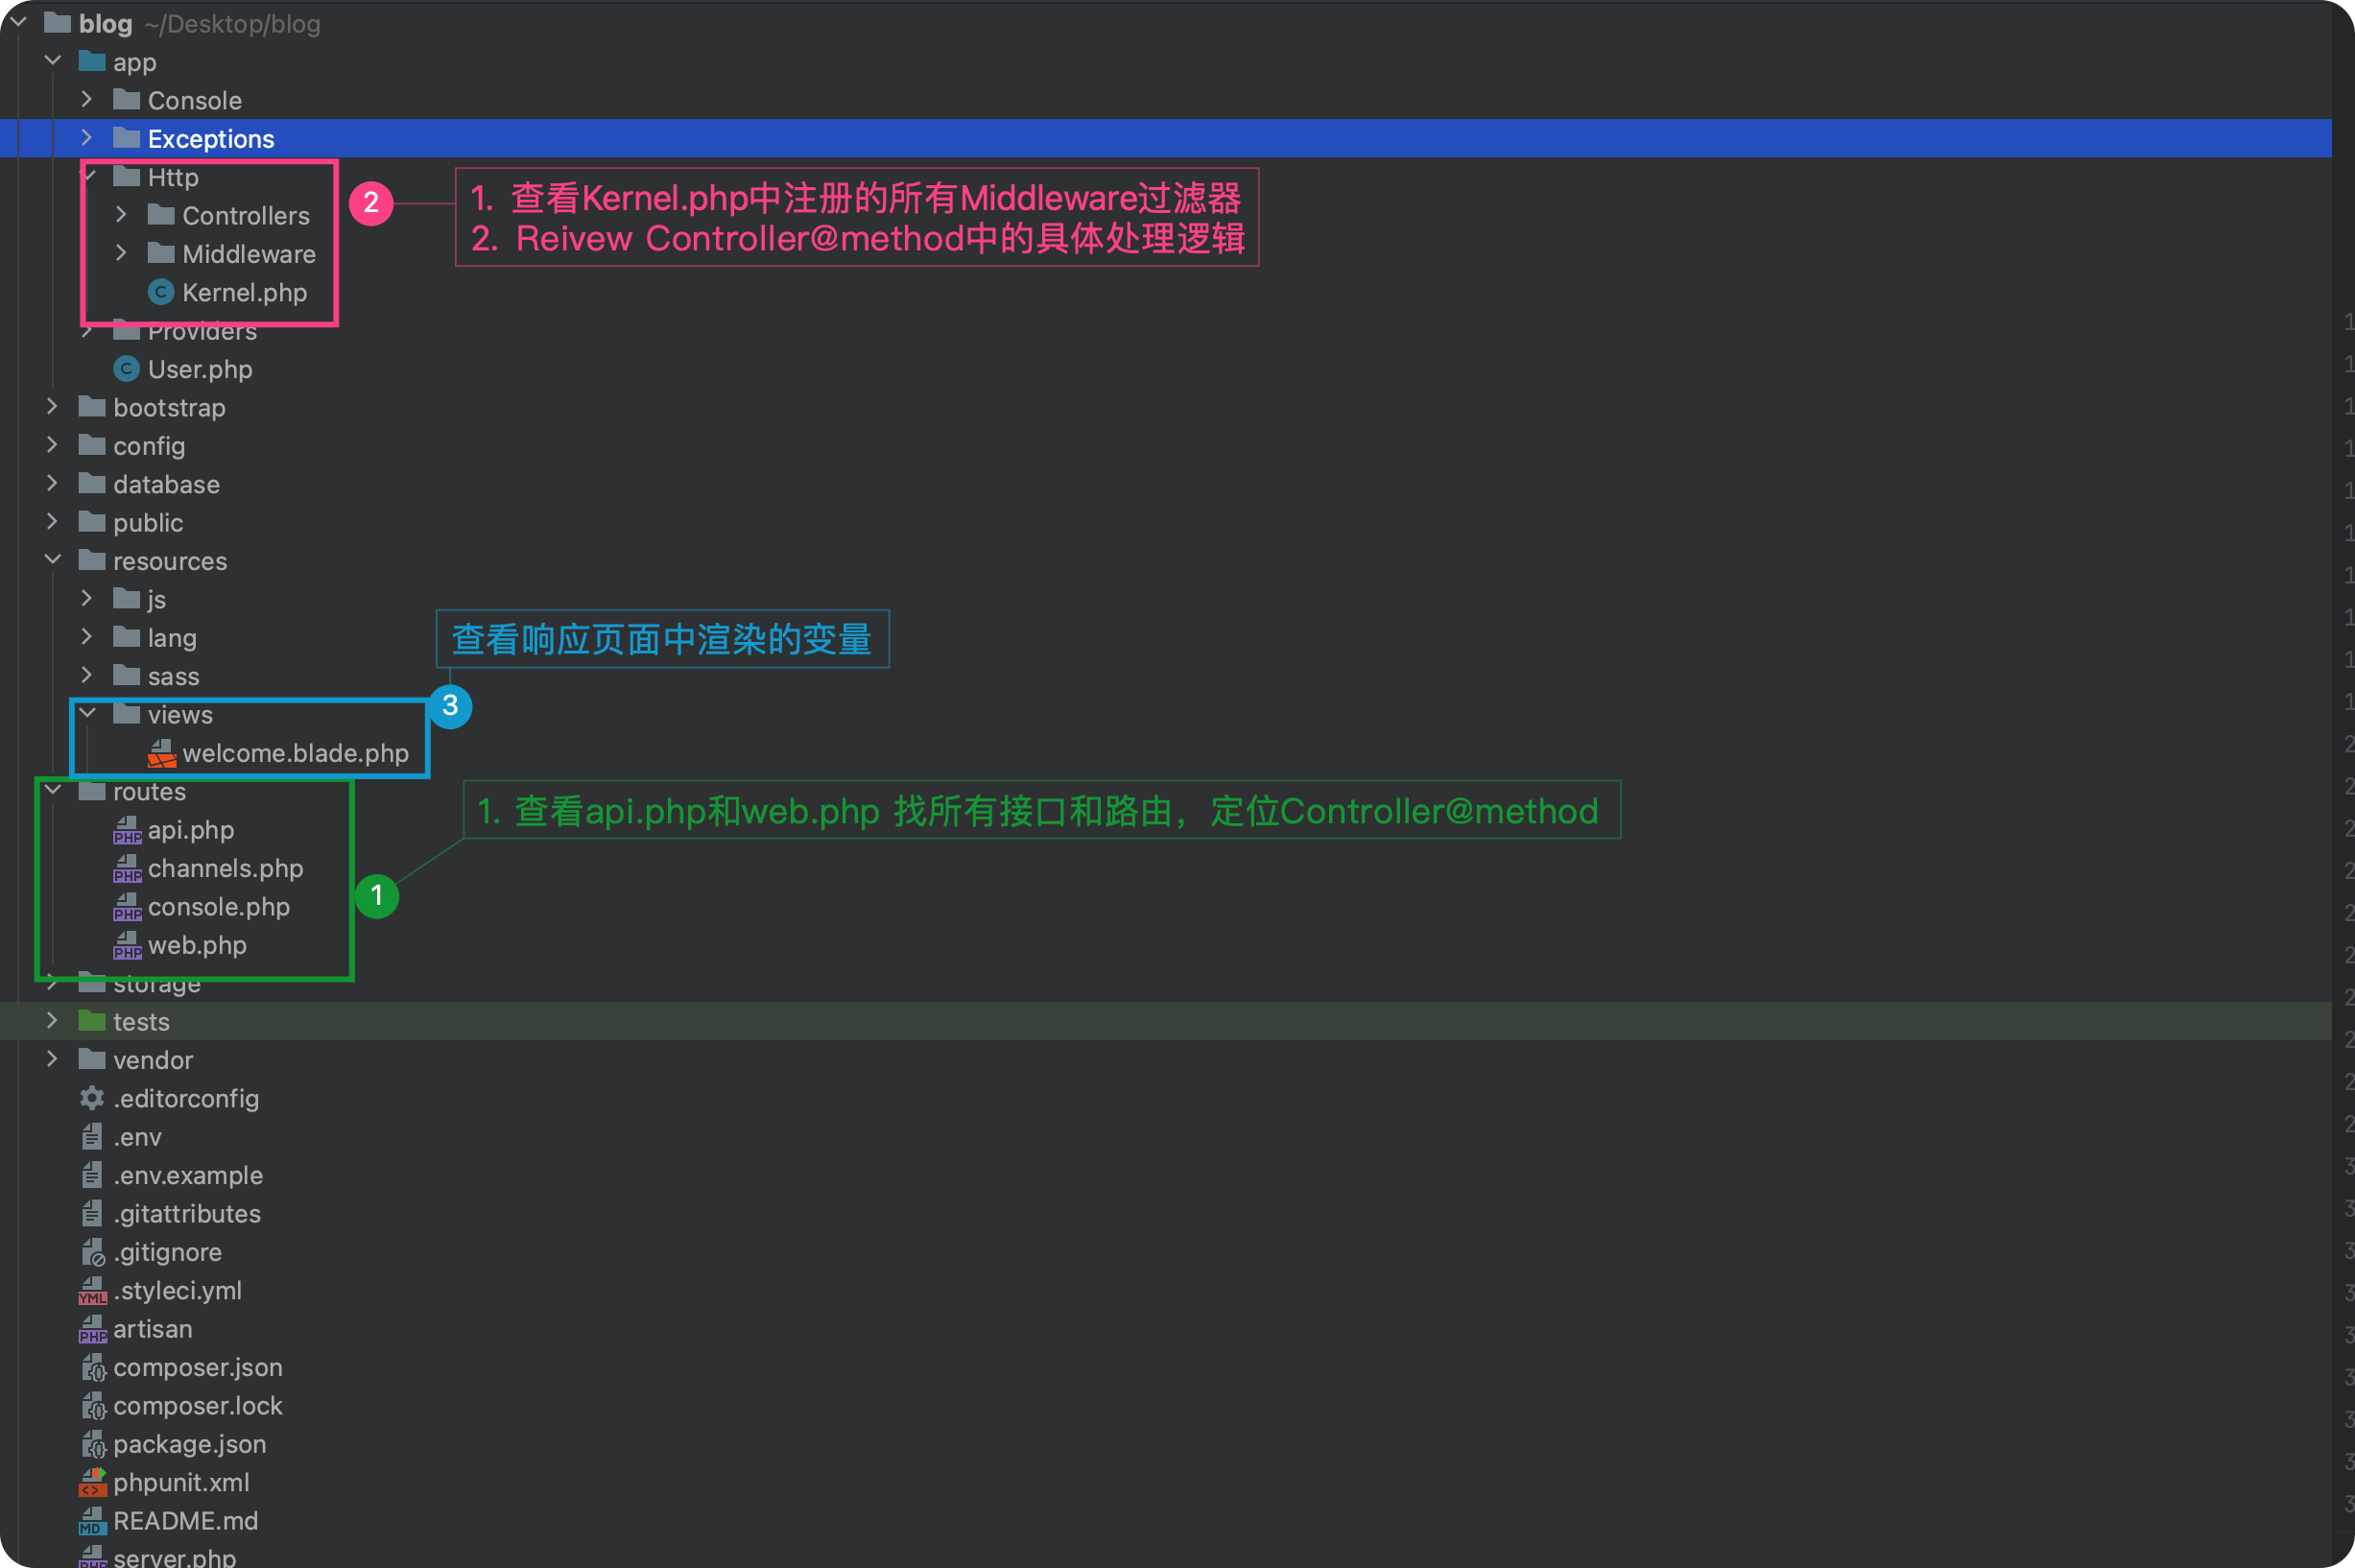 blog ~/Desktop/blog
app
Console
Exceptions
Http
Controllers
Middleware
Kernel.php
2
1. 查看Kernel.php中注册的所有Middleware过滤器
2. Reivew Controller@method中的具体处理逻辑
Providers
User.php
bootstrap
config
database
public
resources
js
lang
sass
查看响应页面中渲染的变量
3
views
welcome.blade.php
routes
1. 查看api.php和web.php 找所有接口和路由，定位Controller@method
api.php
channels.php
1
console.php
web.php
storage
tests
vendor
.editorconfig
.env
.env.example
.gitattributes
.gitignore
.styleci.yml
artisan
composer.json
composer.lock
package.json
phpunit.xml
README.md
server.php